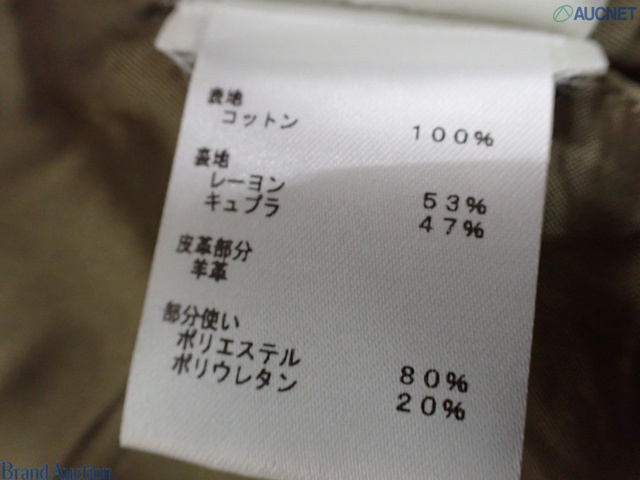 AUCNET
表地
コットン 100%
裏地
レーヨン 53%
キュプラ 47%
皮革部分
羊革
部分使い
ポリエステル 80%
ポリウレタン 20%
Brand Auction